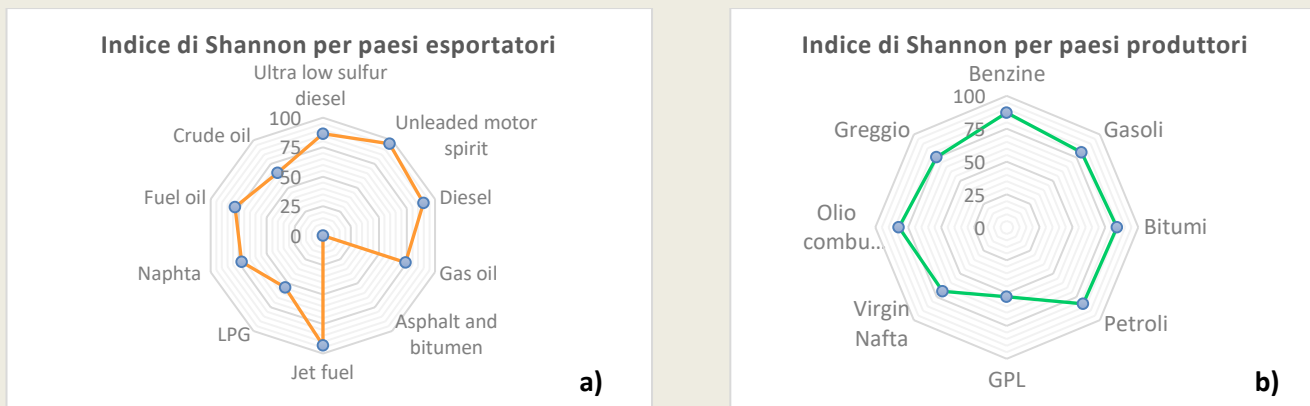 Indice di Shannon per paesi esportatori
Ultra low sulfur
diesel
Unleaded motor
spirit
Diesel
Gas oil
Asphalt and
bitumen
Jet fuel
LPG
Naphta
Fuel oil
Crude oil
100
75
50
25
0
a)
Indice di Shannon per paesi produttori
Benzine
Gasoli
Bitumi
Petroli
GPL
Virgin
Nafta
Olio
combu...
Greggio
100
75
50
25
0
b)